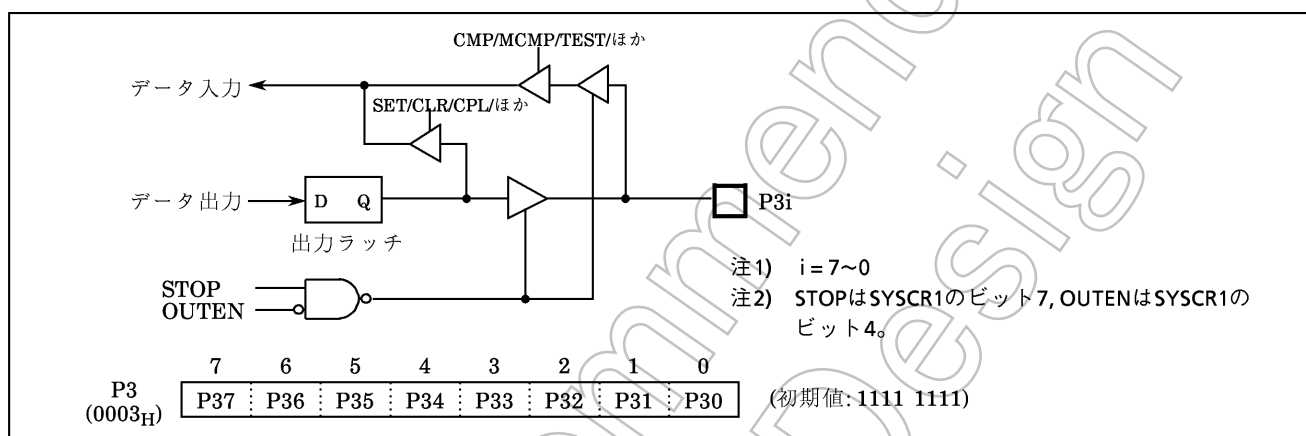 CMP/MCMP/TEST/ほか
データ入力
SET/CLR/CPL/ほか
データ出力
D Q
P3i
出力ラッチ
STOP
OUTEN
注1) i = 7~0
注2) STOPはSYSCR1のビット7, OUTENはSYSCR1の
ビット4。
7 6 5 4 3 2 1 0
P3
(0003H)
P37 P36 P35 P34 P33 P32 P31 P30
(初期値: 1111 1111)
Design